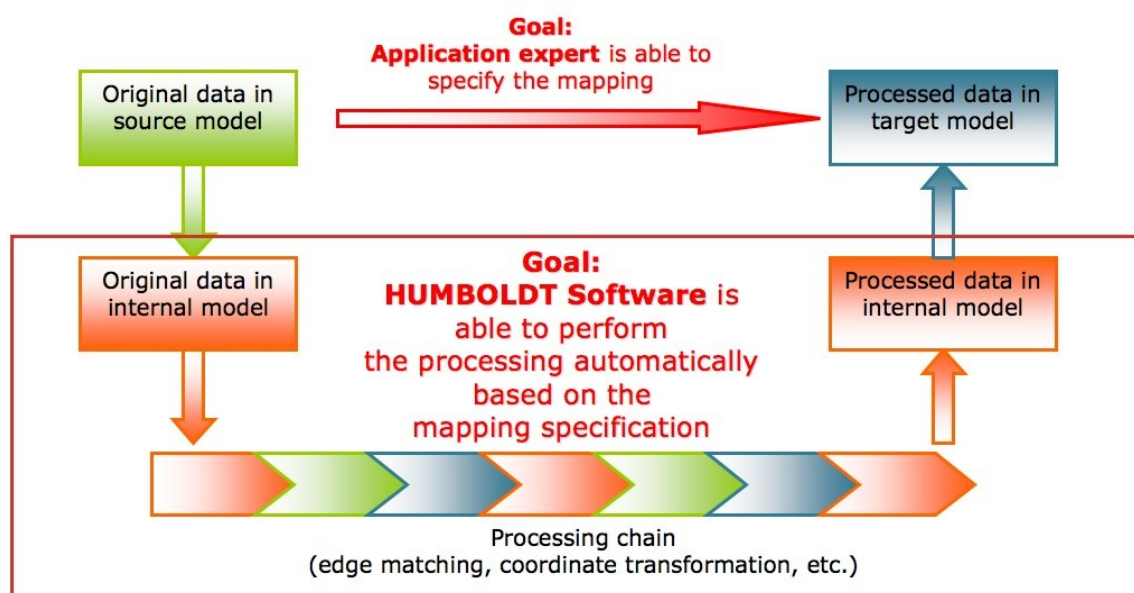 Goal:
Application expert is able to
specify the mapping
Original data in
source model
Processed data in
target model
Original data in
internal model
Goal:
HUMBOLDT Software is
able to perform
the processing automatically
based on the
mapping specification
Processed data in
internal model
Processing chain
(edge matching, coordinate transformation, etc.)